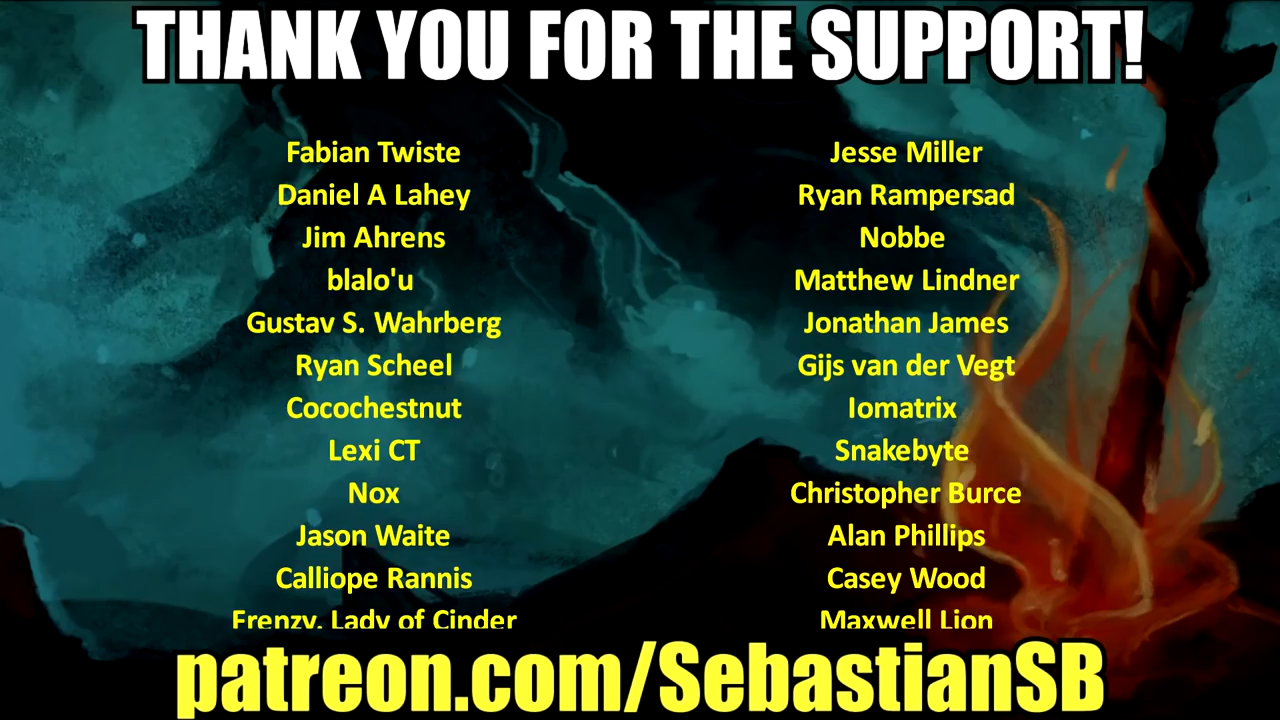 THANK YOU FOR THE SUPPORT!
Fabian Twiste
Daniel A Lahey
Jim Ahrens
blalo'u
Gustav S. Wahrberg
Ryan Scheel
Cocochestnut
Lexi CT
Nox
Jason Waite
Calliope Rannis
Frenzy, Lady of Cinder
Jesse Miller
Ryan Rampersad
Nobbe
Matthew Lindner
Jonathan James
Gijs van der Vegt
Iomatrix
Snakebyte
Christopher Burce
Alan Phillips
Casey Wood
Maxwell Lion
patreon.com/SebastianSB